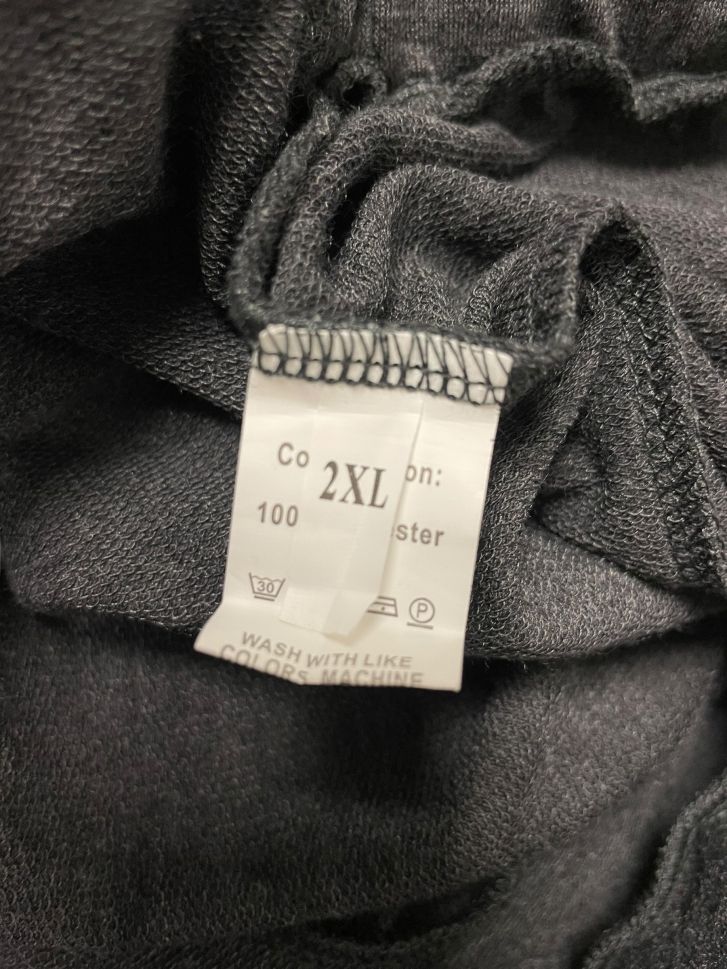 Co 2XL on:
100 ster
30
P
WASH WITH LIKE
COLORs MACHINE